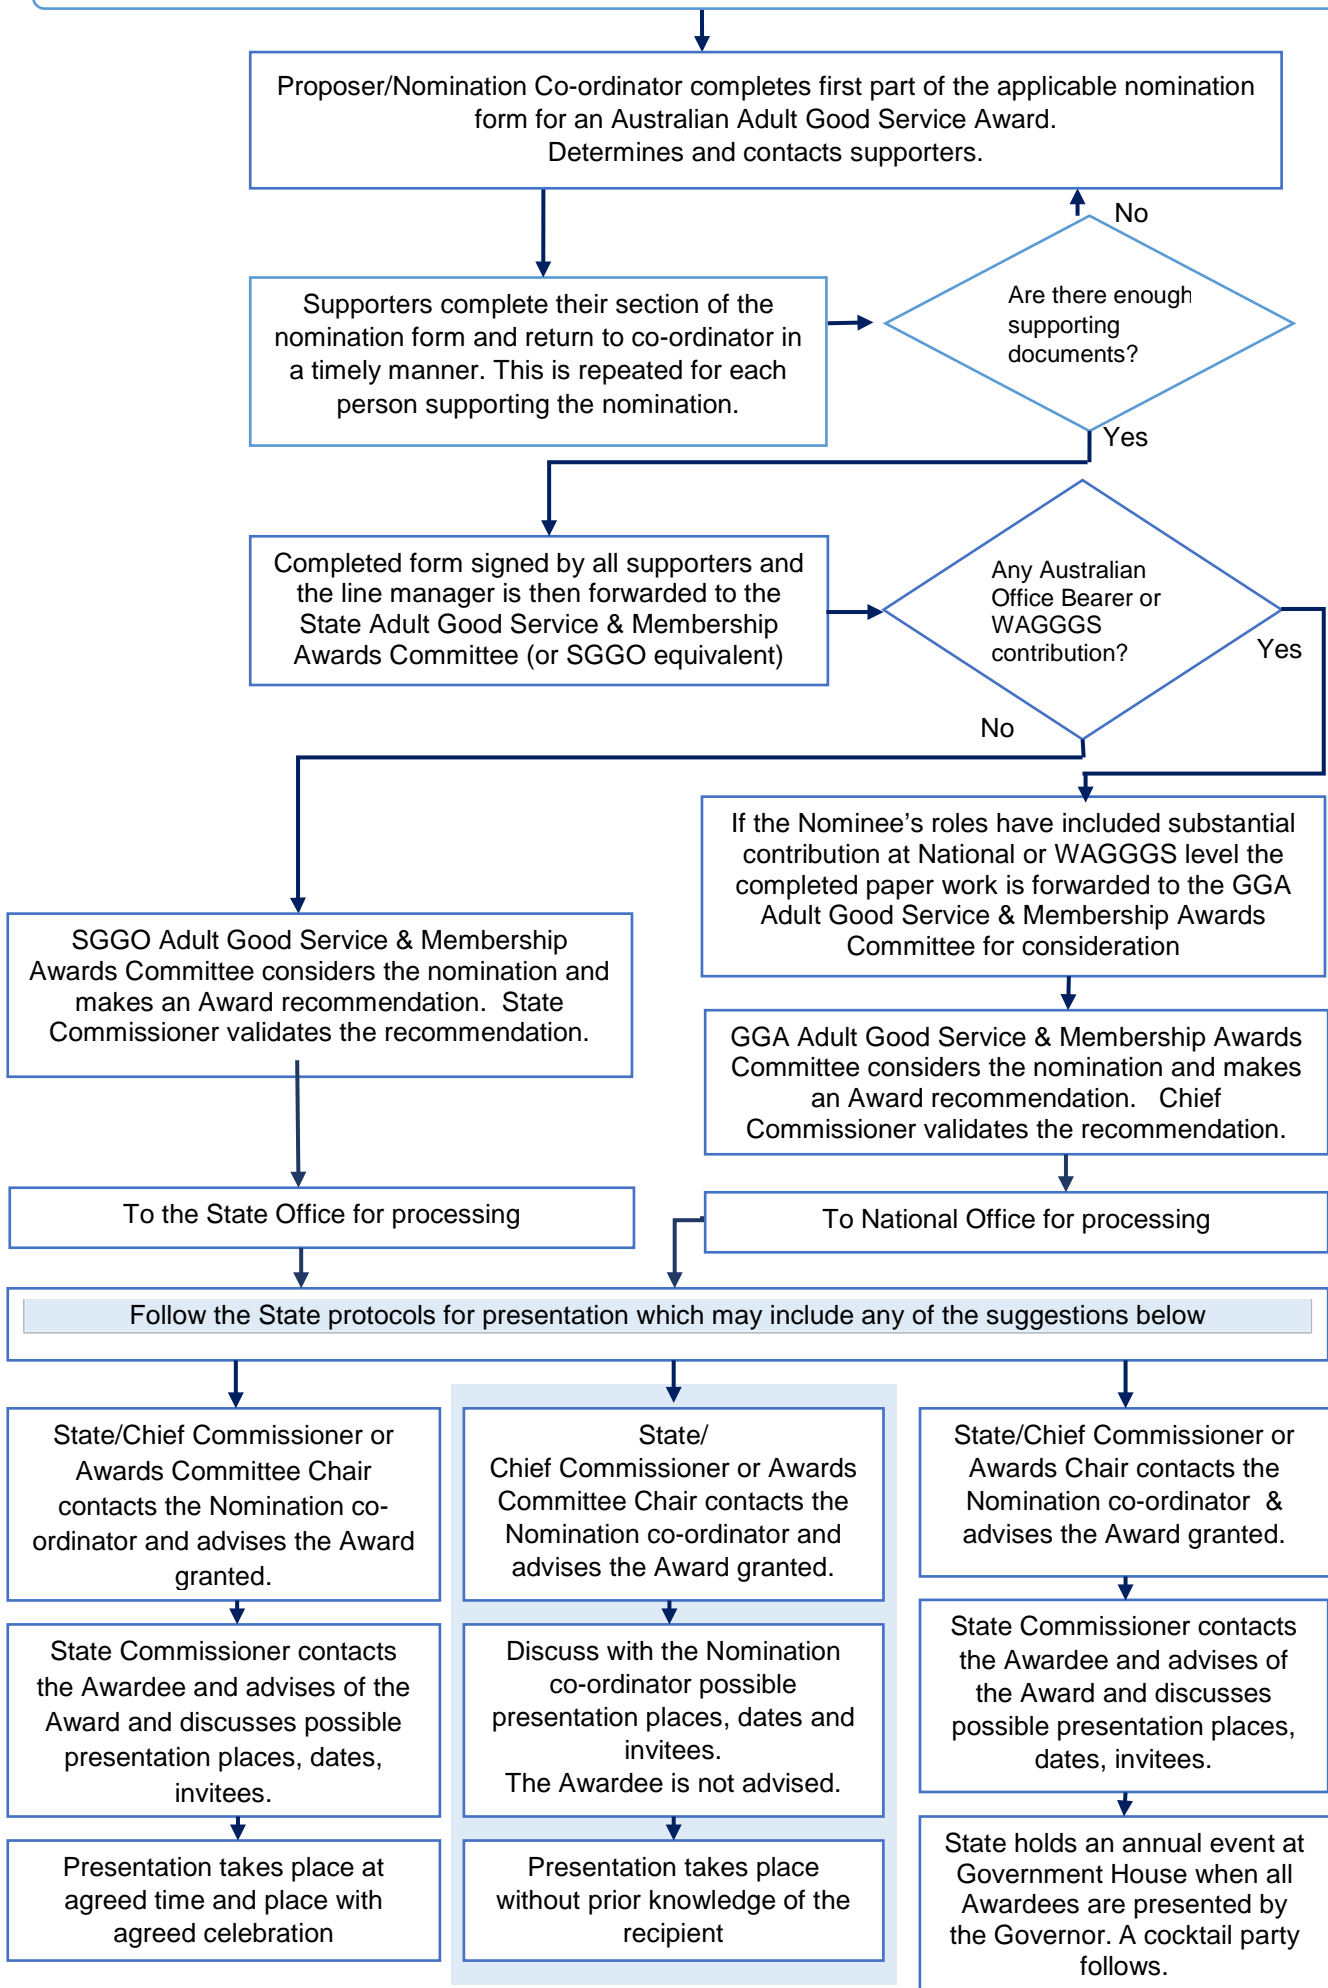 Proposer/Nomination Co-ordinator completes first part of the applicable nomination
form for an Australian Adult Good Service Award.
Determines and contacts supporters.
No
Supporters complete their section of the
nomination form and return to co-ordinator in
a timely manner. This is repeated for each
person supporting the nomination.
Are there enough
supporting
documents?
Yes
Completed form signed by all supporters and
the line manager is then forwarded to the
State Adult Good Service & Membership
Awards Committee (or SGGO equivalent)
Any Australian
Office Bearer or
WAGGGS
contribution?
Yes
No
If the Nominee’s roles have included substantial
contribution at National or WAGGGS level the
completed paper work is forwarded to the GGA
Adult Good Service & Membership Awards
Committee for consideration
SGGO Adult Good Service & Membership
Awards Committee considers the nomination and
makes an Award recommendation. State
Commissioner validates the recommendation.
GGA Adult Good Service & Membership Awards
Committee considers the nomination and makes
an Award recommendation. Chief
Commissioner validates the recommendation.
To the State Office for processing
To National Office for processing
Follow the State protocols for presentation which may include any of the suggestions below
State/Chief Commissioner or
Awards Committee Chair
contacts the Nomination co-
ordinator and advises the Award
granted.
State/
Chief Commissioner or Awards
Committee Chair contacts the
Nomination co-ordinator and
advises the Award granted.
State/Chief Commissioner or
Awards Chair contacts the
Nomination co-ordinator &
advises the Award granted.
State Commissioner contacts
the Awardee and advises of the
Award and discusses possible
presentation places, dates,
invitees.
Discuss with the Nomination
co-ordinator possible
presentation places, dates and
invitees.
The Awardee is not advised.
State Commissioner contacts
the Awardee and advises of
the Award and discusses
possible presentation places,
dates, invitees.
Presentation takes place at
agreed time and place with
agreed celebration
Presentation takes place
without prior knowledge of the
recipient
State holds an annual event at
Government House when all
Awardees are presented by
the Governor. A cocktail party
follows.